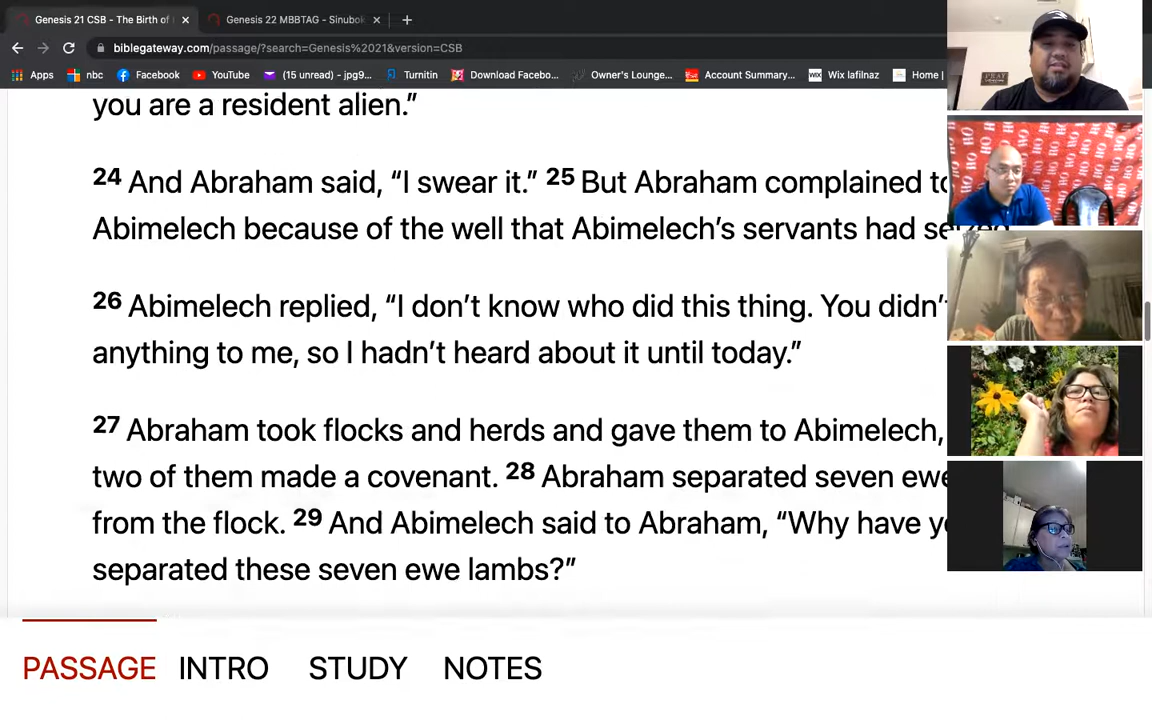 Genesis 21 CSB - The Birth of
Genesis 22 MBBTAG - Sinubok
biblegateway.com/passage/?search=Genesis%2021&version=CSB
Apps nbc Facebook YouTube (15 unread) - jpg9... Turnitin Download Facebo... Owner's Lounge... Account Summary... WIX Wix lafilnaz Home |
you are a resident alien.”
24 And Abraham said, “I swear it.” 25 But Abraham complained to
Abimelech because of the well that Abimelech’s servants had seized.
26 Abimelech replied, “I don’t know who did this thing. You didn’t
anything to me, so I hadn’t heard about it until today.”
27 Abraham took flocks and herds and gave them to Abimelech,
two of them made a covenant. 28 Abraham separated seven ewe
from the flock. 29 And Abimelech said to Abraham, “Why have
separated these seven ewe lambs?”
PASSAGE INTRO STUDY NOTES
PRAY
HO HO HO